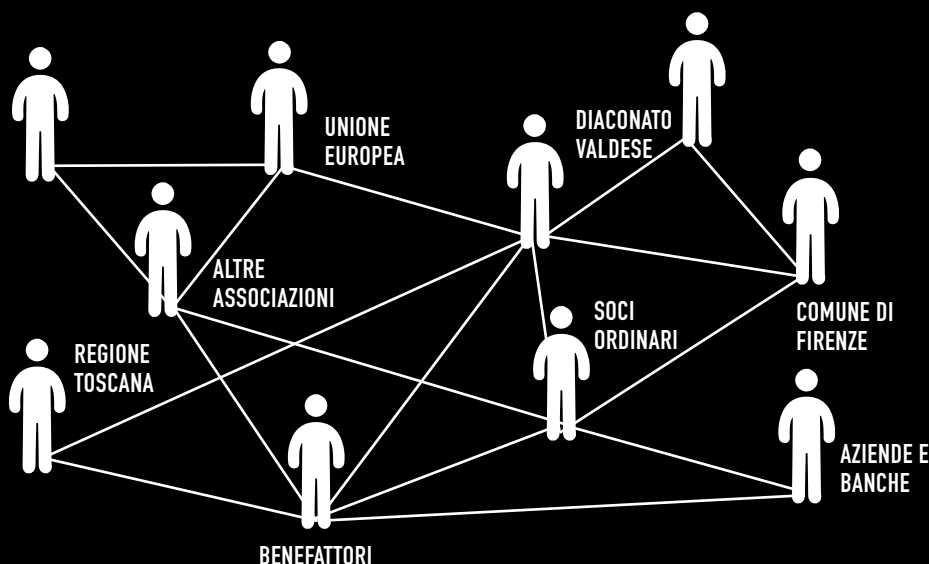 UNIONE
EUROPEA
DIACONATO
VALDESE
ALTRE
ASSOCIAZIONI
SOCI
ORDINARI
COMUNE DI
FIRENZE
REGIONE
TOSCANA
AZIENDE E
BANCHE
BENEFATTORI